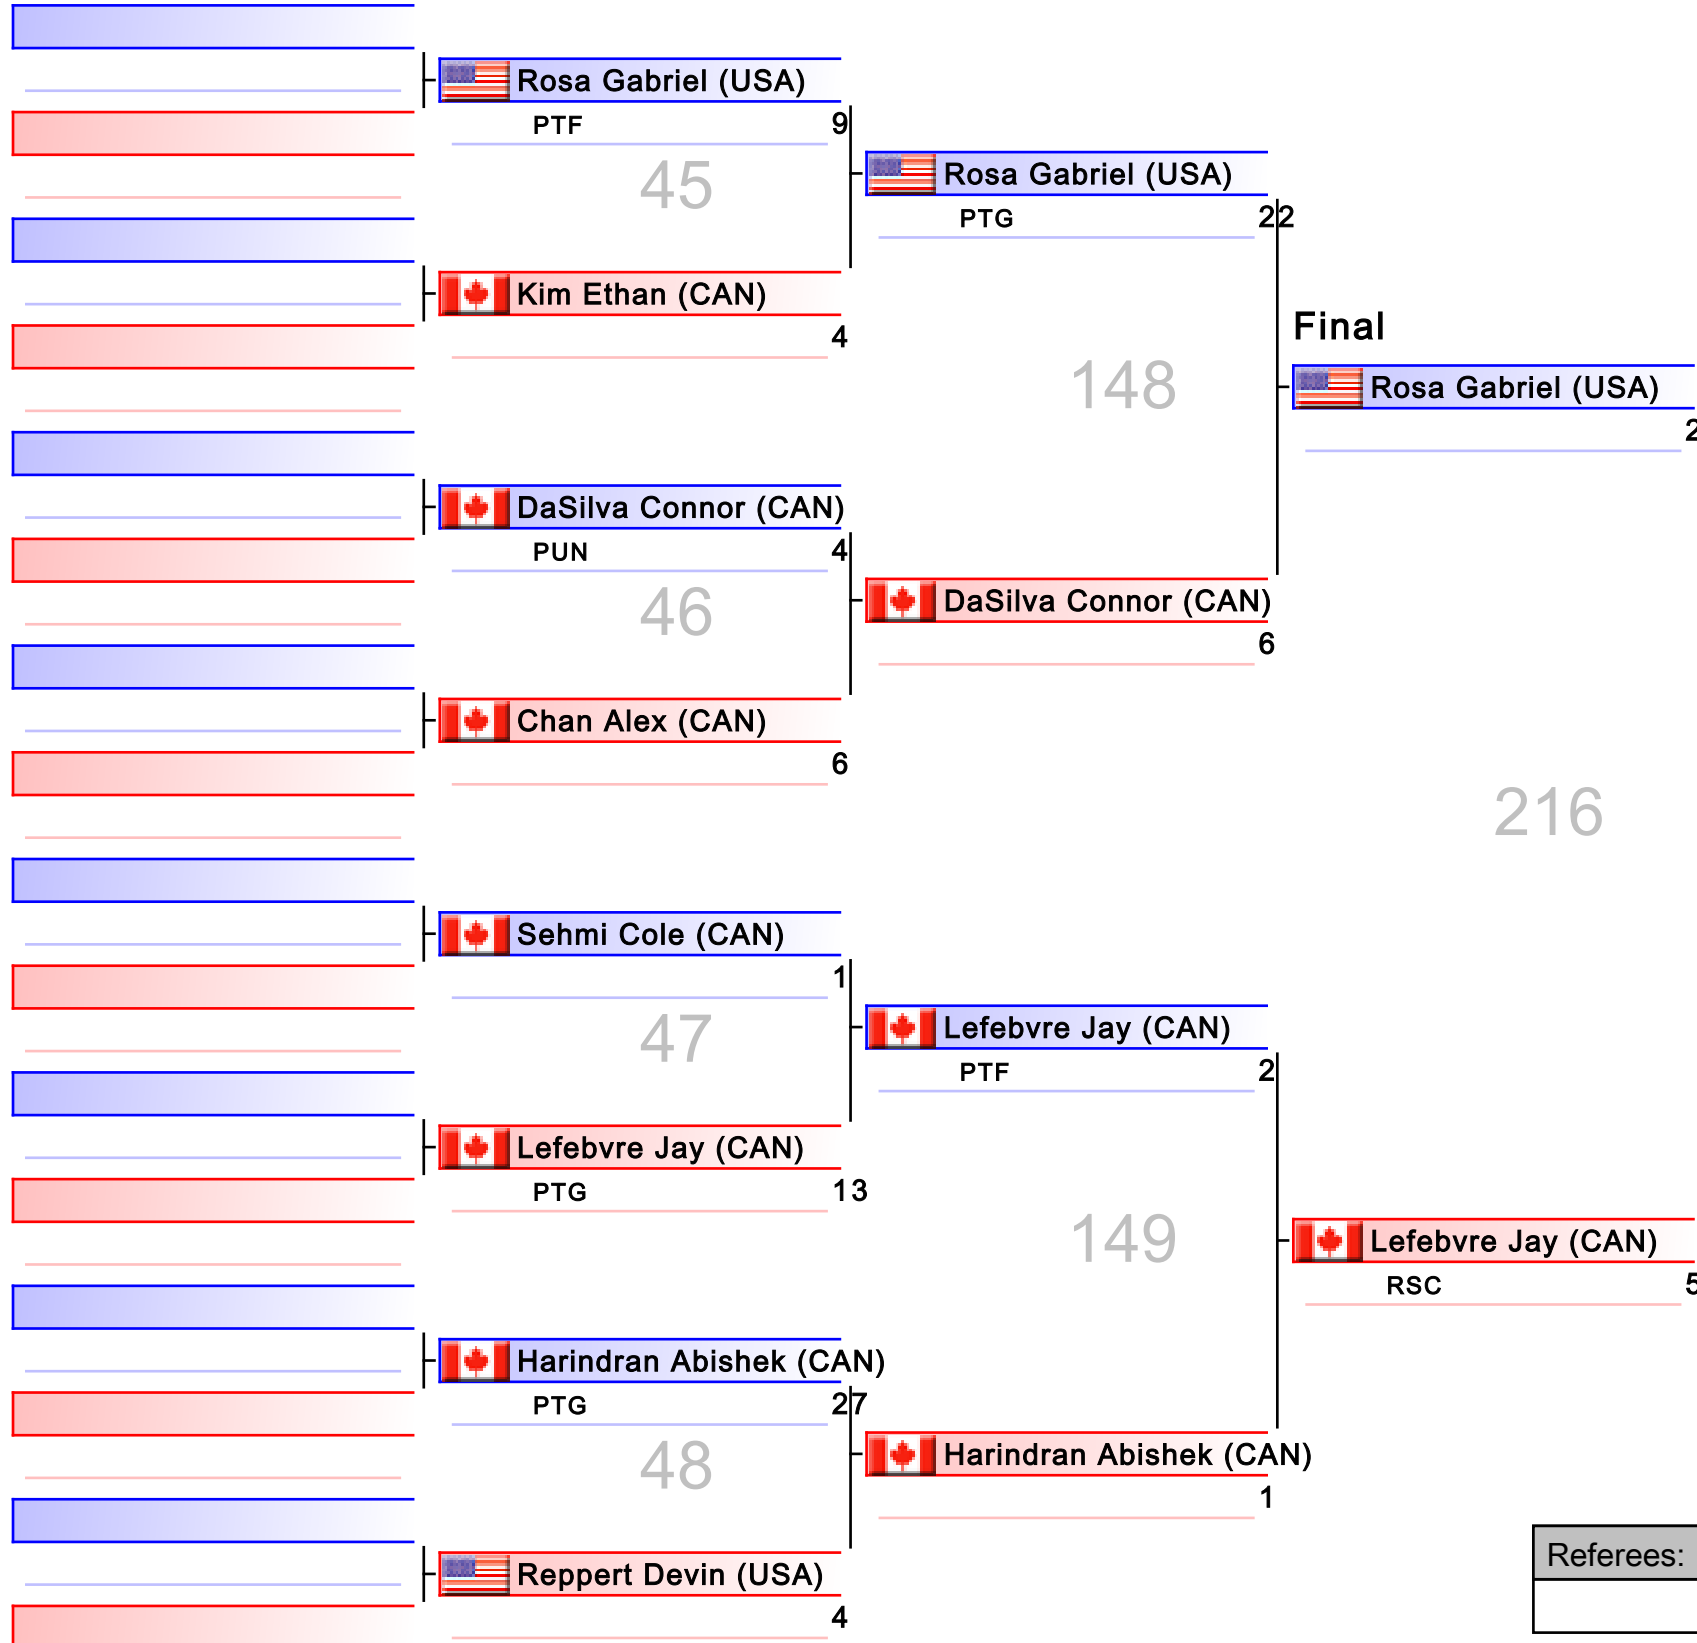 Rosa Gabriel (USA)
PTF 9
45
Kim Ethan (CAN)
4
DaSilva Connor (CAN)
PUN 4
46
Chan Alex (CAN)
6
Sehmi Cole (CAN)
1
47
Lefebvre Jay (CAN)
PTG 13
Harindran Abishek (CAN)
PTG 27
48
Reppert Devin (USA)
4
Rosa Gabriel (USA)
PTG 22
148
DaSilva Connor (CAN)
6
Lefebvre Jay (CAN)
PTF 2
149
Harindran Abishek (CAN)
1
Final
Rosa Gabriel (USA)
2
216
Lefebvre Jay (CAN)
RSC 5
Referees: